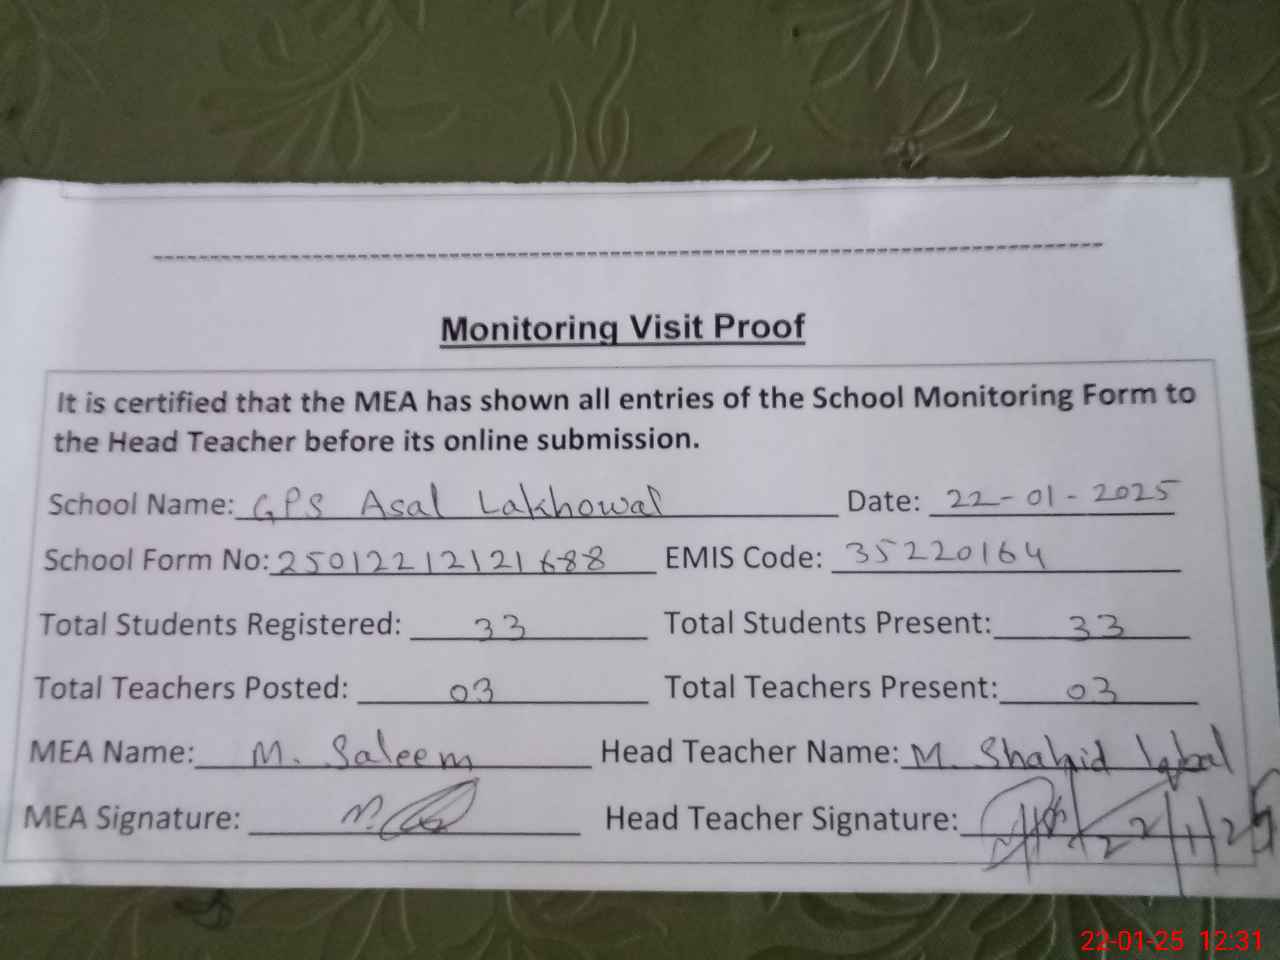 Monitoring Visit Proof
It is certified that the MEA has shown all entries of the School Monitoring Form to
the Head Teacher before its online submission.
School Name: GPS Asal Lakhowal Date: 22-01-2025
School Form No: 25012212121688 EMIS Code: 35220164
Total Students Registered: 33 Total Students Present: 33
Total Teachers Posted: 03 Total Teachers Present: 03
MEA Name: M. Saleem Head Teacher Name: M. Shahid Iqbal
MEA Signature: Head Teacher Signature: 22/1/25
22-01-25 12:31